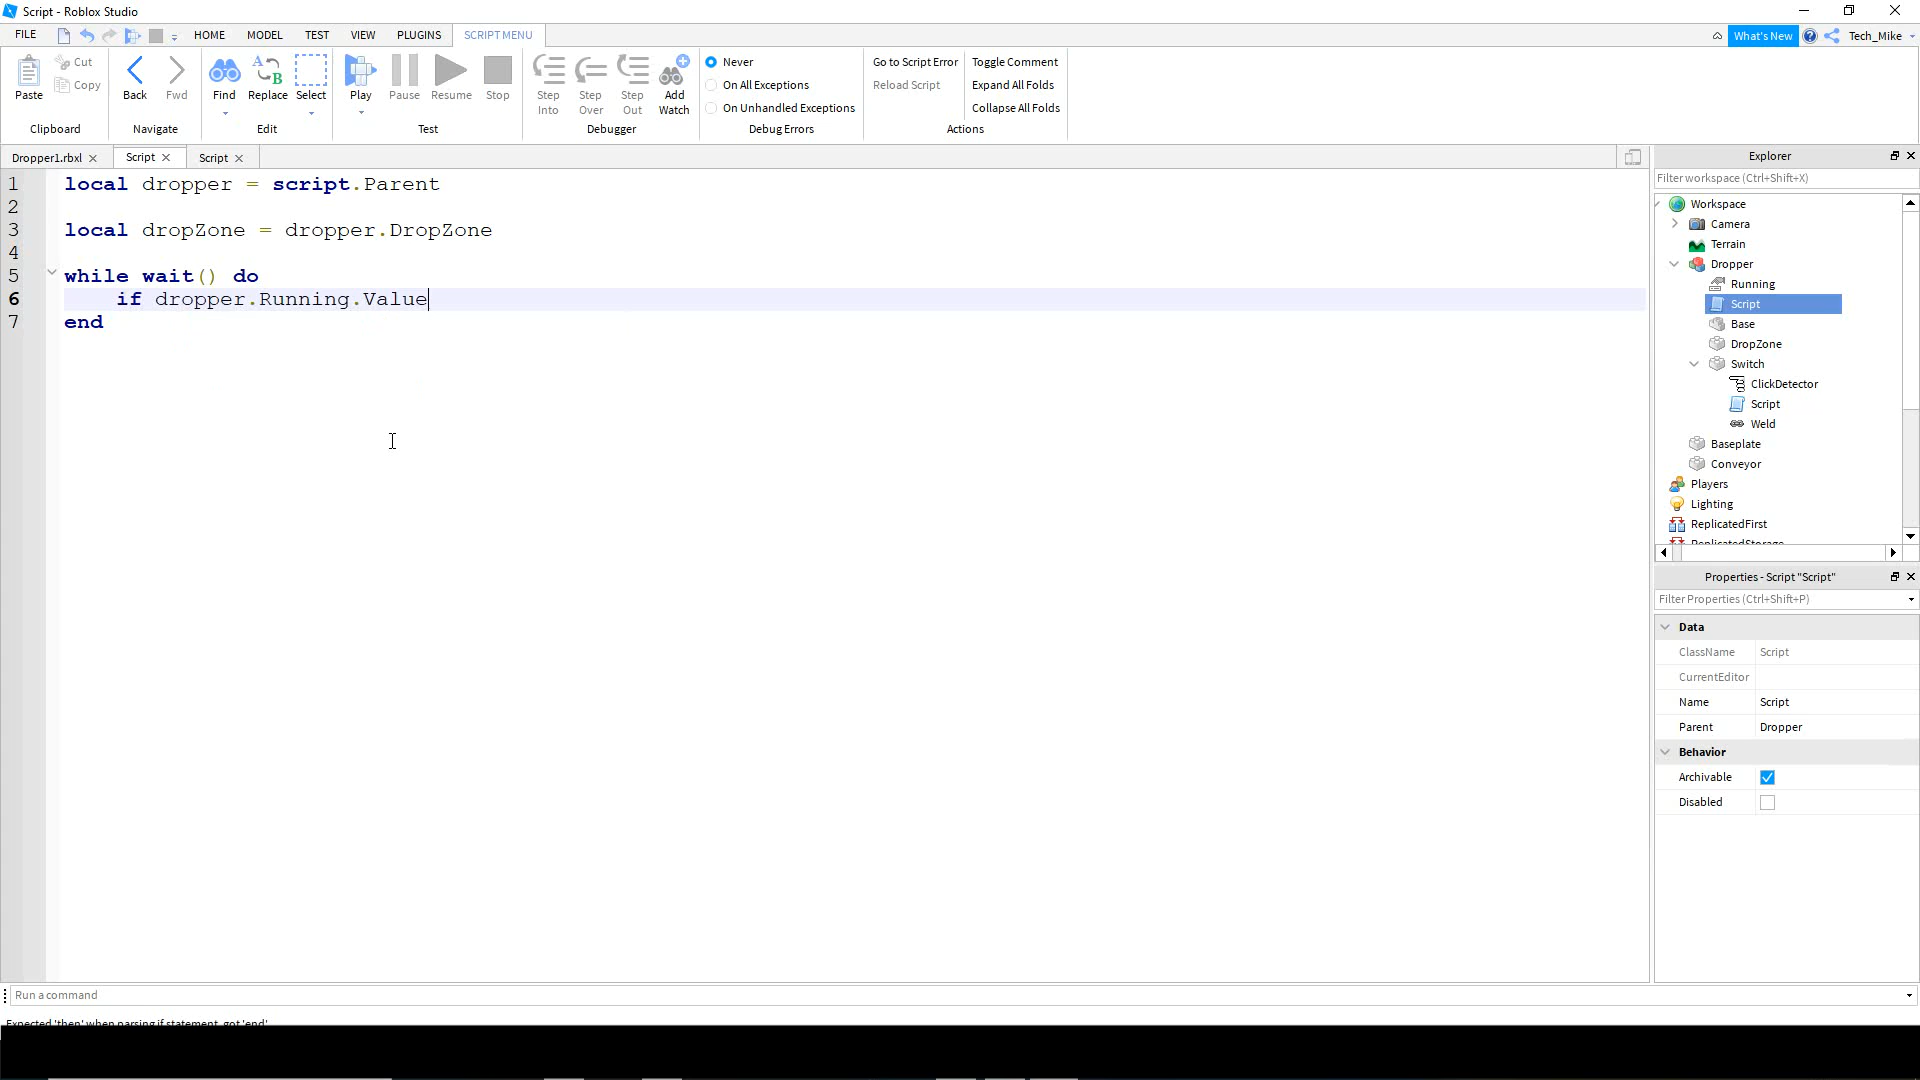 Script - Roblox Studio
FILE HOME MODEL TEST VIEW PLUGINS SCRIPT MENU What's New Tech_Mike
Paste Cut Copy Back Fwd Find Replace Select Play Pause Resume Stop Step Into Step Over Step Out Add Watch
Never
On All Exceptions
On Unhandled Exceptions
Go to Script Error
Reload Script
Toggle Comment
Expand All Folds
Collapse All Folds
Clipboard Navigate Edit Test Debugger Debug Errors Actions
Dropper1.rbxl Script Script
1 local dropper = script.Parent
2
3 local dropZone = dropper.DropZone
4
5 while wait() do
6 if dropper.Running.Value
7 end
Explorer
Filter workspace (Ctrl+Shift+X)
Workspace
Camera
Terrain
Dropper
Running
Script
Base
DropZone
Switch
ClickDetector
Script
Weld
Baseplate
Conveyor
Players
Lighting
ReplicatedFirst
ReplicatedStorage
Properties - Script "Script"
Filter Properties (Ctrl+Shift+P)
Data
ClassName Script
CurrentEditor
Name Script
Parent Dropper
Behavior
Archivable
Disabled
Run a command
Expected 'then' when parsing if statement, got 'end'